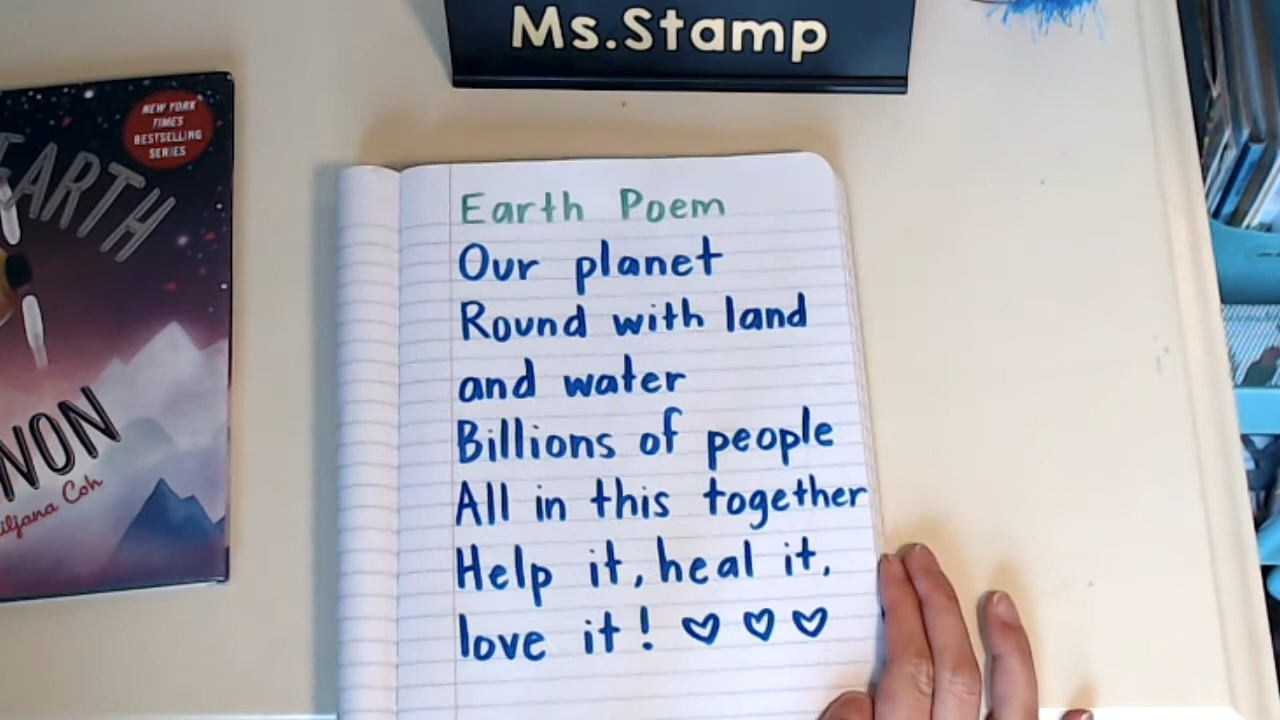 Ms.Stamp
NEW YORK
TIMES
BESTSELLING
SERIES
EARTH
Earth Poem
Our planet
Round with land
and water
Billions of people
All in this together
Help it, heal it,
love it! ♡ ♡ ♡